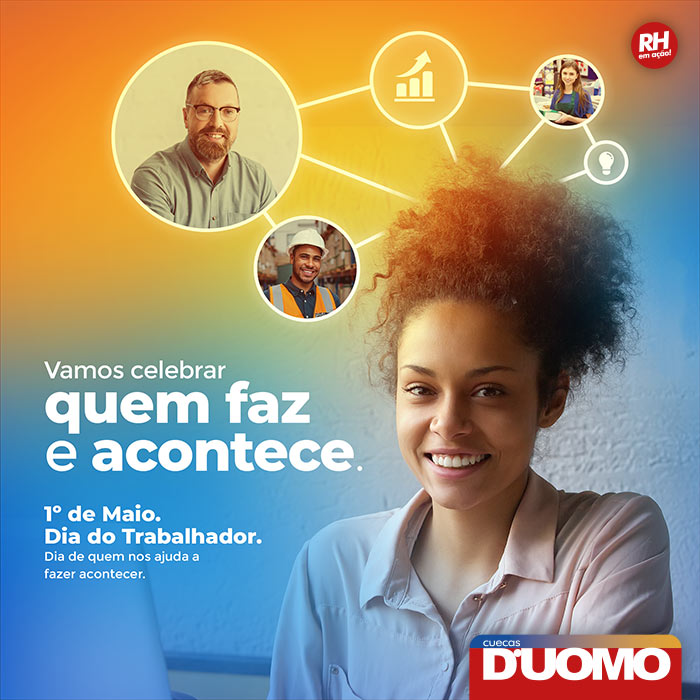 RH
em ação!
Vamos celebrar
quem faz
e acontece.
1º de Maio.
Dia do Trabalhador.
Dia de quem nos ajuda a
fazer acontecer.
cuecas
D'UOMO